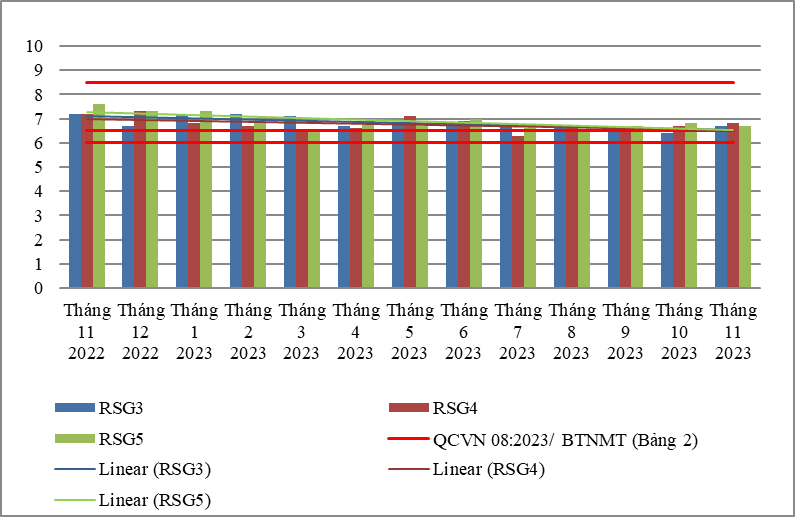 10
9
8
7
6
5
4
3
2
1
0
Tháng Tháng Tháng Tháng Tháng Tháng Tháng Tháng Tháng Tháng Tháng Tháng Tháng
11 12 1 2 3 4 5 6 7 8 9 10 11
2022 2022 2023 2023 2023 2023 2023 2023 2023 2023 2023 2023 2023
RSG3 RSG4
RSG5 QCVN 08:2023/ BTNMT (Bảng 2)
Linear (RSG3) Linear (RSG4)
Linear (RSG5)